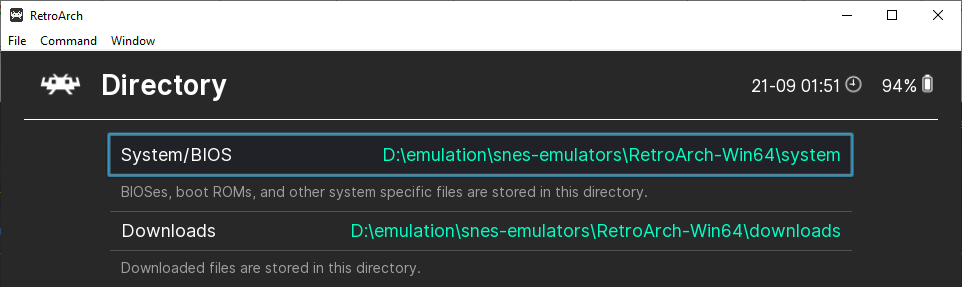 RetroArch
File Command Window
Directory 21-09 01:51 94%
System/BIOS D:\emulation\snes-emulators\RetroArch-Win64\system
BIOSes, boot ROMs, and other system specific files are stored in this directory.
Downloads D:\emulation\snes-emulators\RetroArch-Win64\downloads
Downloaded files are stored in this directory.